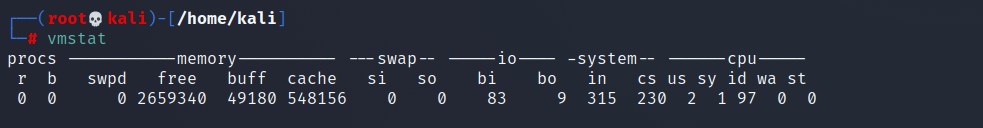 ┌──(root💀kali)-[/home/kali]
└─# vmstat
procs -----------memory---------- ---swap-- -----io---- -system-- ------cpu-----
 r  b   swpd   free   buff  cache   si   so    bi    bo   in   cs us sy id wa st
 0  0      0 2659340  49180 548156    0    0    83     9  315  230  2  1 97  0  0